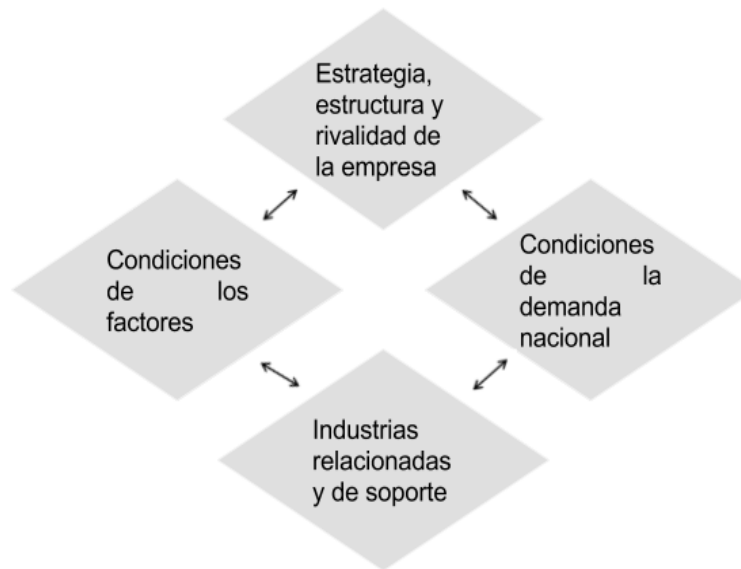 Estrategia,
estructura y
rivalidad de
la empresa
Condiciones
de los
factores
Condiciones
de la
demanda
nacional
Industrias
relacionadas
y de soporte